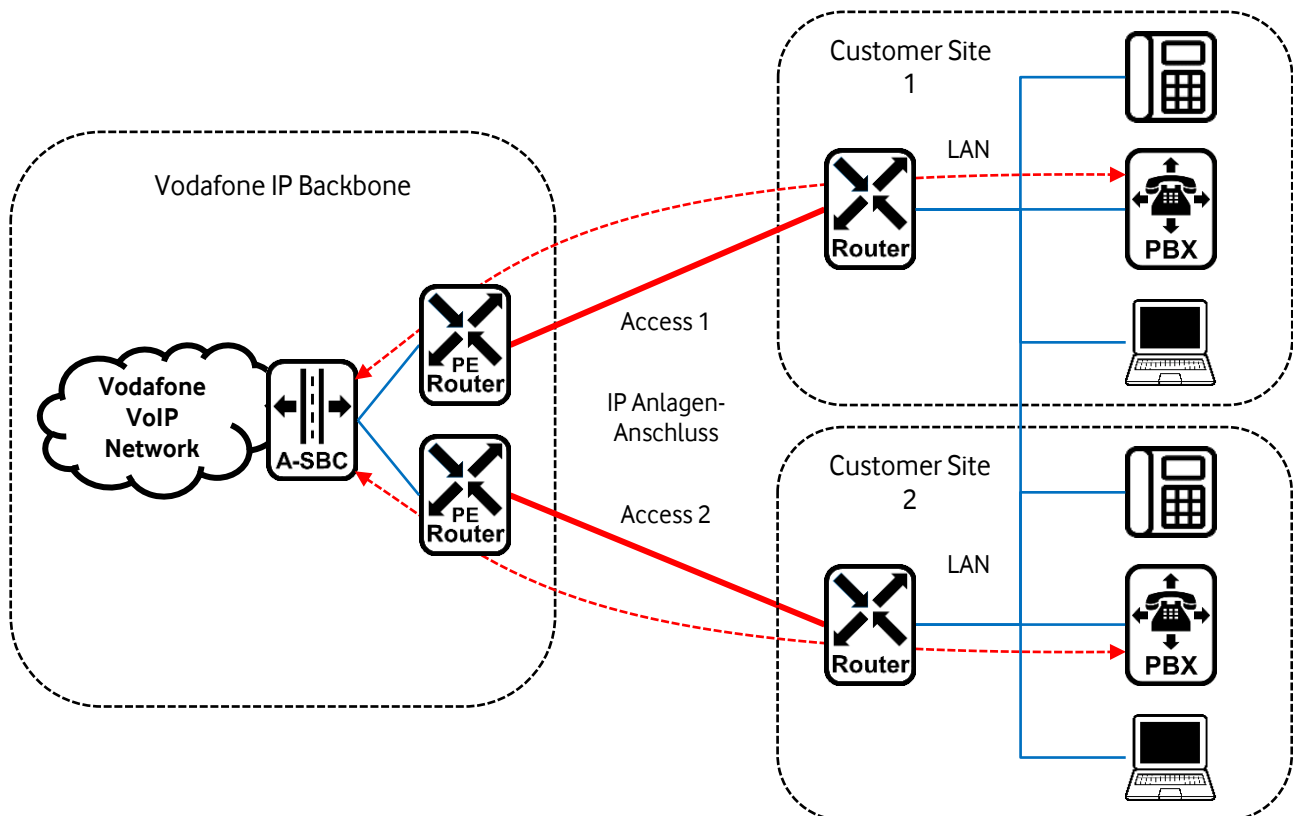 Customer Site
1
LAN
Router
PBX
Vodafone IP Backbone
PE
Router
Access 1
Vodafone
VoIP
Network
A-SBC
IP Anlagen-
Anschluss
PE
Router
Access 2
Customer Site
2
LAN
Router
PBX